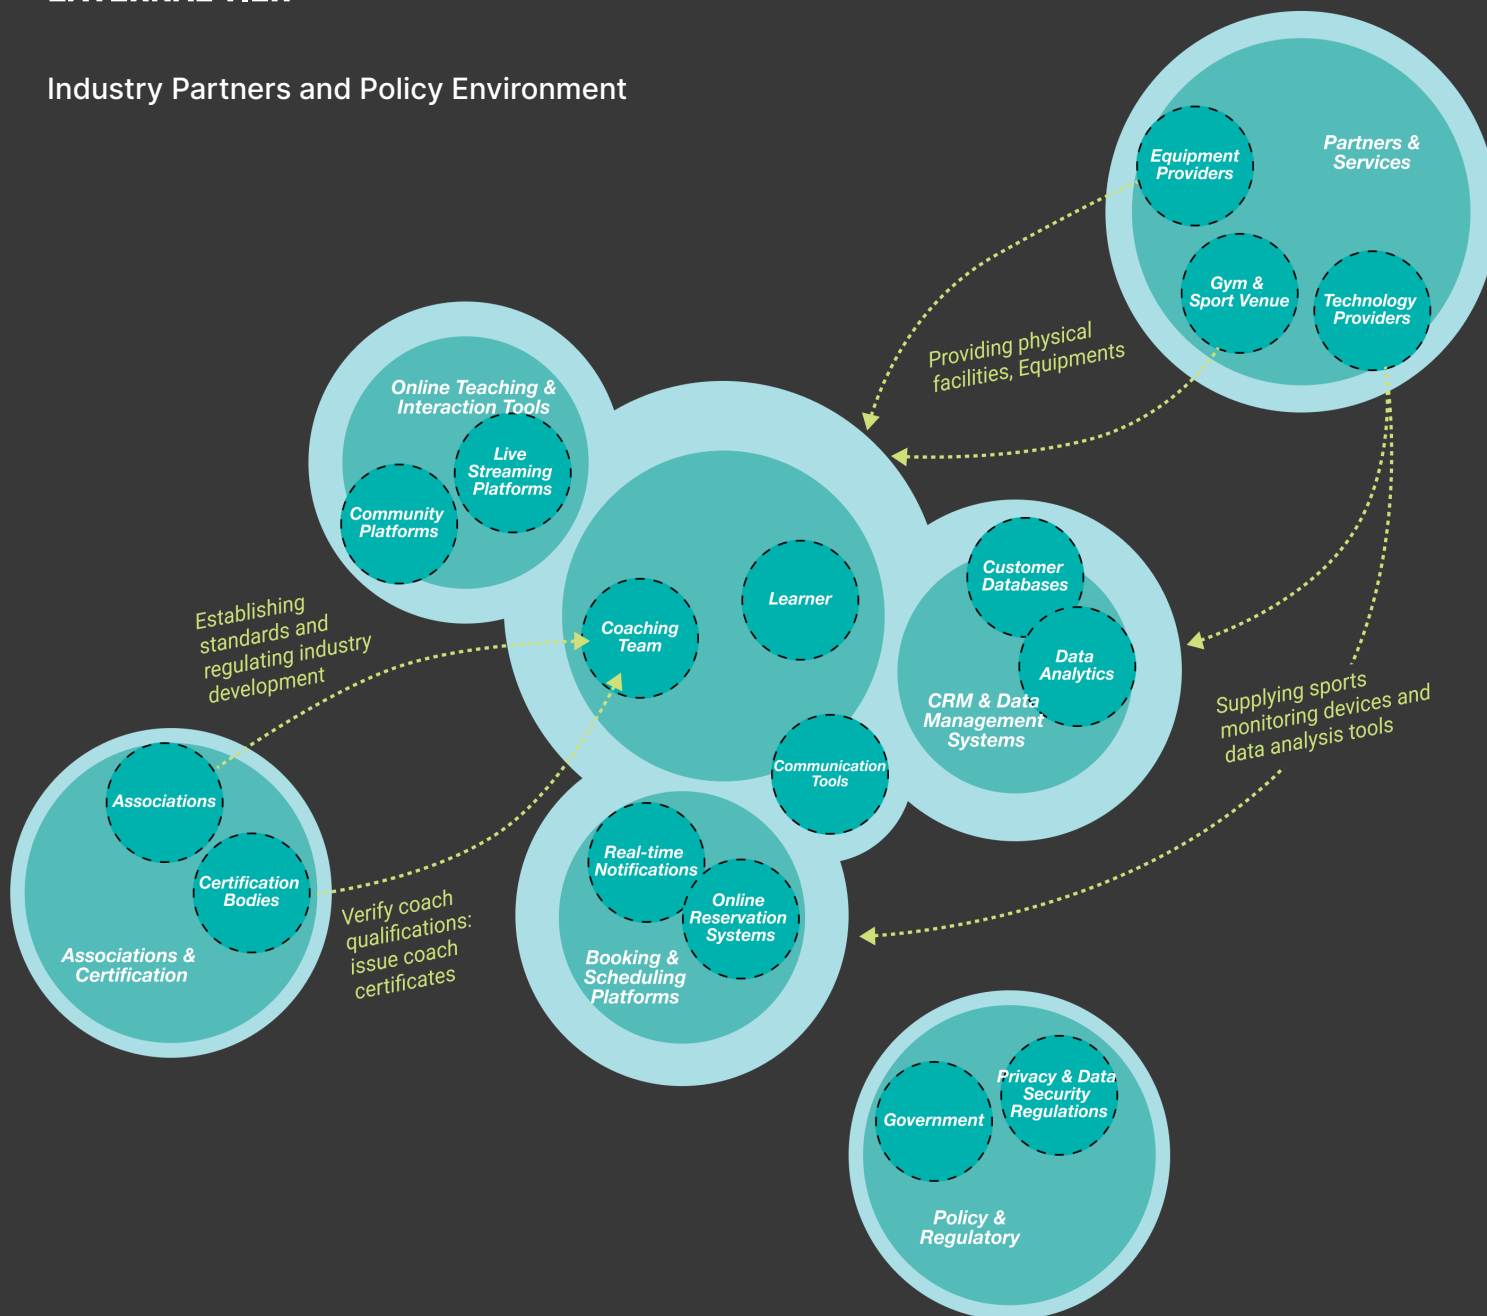 Industry Partners and Policy Environment
Partners &
Services
Equipment
Providers
Gym &
Sport Venue
Technology
Providers
Providing physical
facilities, Equipments
Online Teaching &
Interaction Tools
Live
Streaming
Platforms
Community
Platforms
Learner
Coaching
Team
Customer
Databases
Data
Analytics
CRM & Data
Management
Systems
Establishing
standards and
regulating industry
development
Supplying sports
monitoring devices and
data analysis tools
Communication
Tools
Associations
Certification
Bodies
Associations &
Certification
Real-time
Notifications
Online
Reservation
Systems
Booking &
Scheduling
Platforms
Verify coach
qualifications:
issue coach
certificates
Privacy & Data
Security
Regulations
Government
Policy &
Regulatory